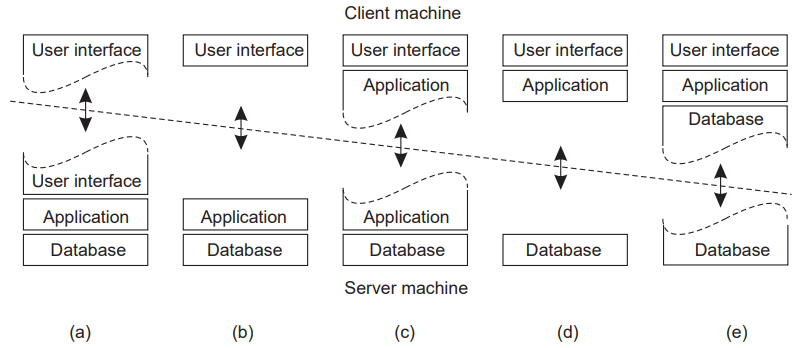 Client machine
User interface User interface User interface User interface User interface
Application Application Application
Database
User interface
Application Application Application
Database Database Database Database Database
Server machine
(a) (b) (c) (d) (e)